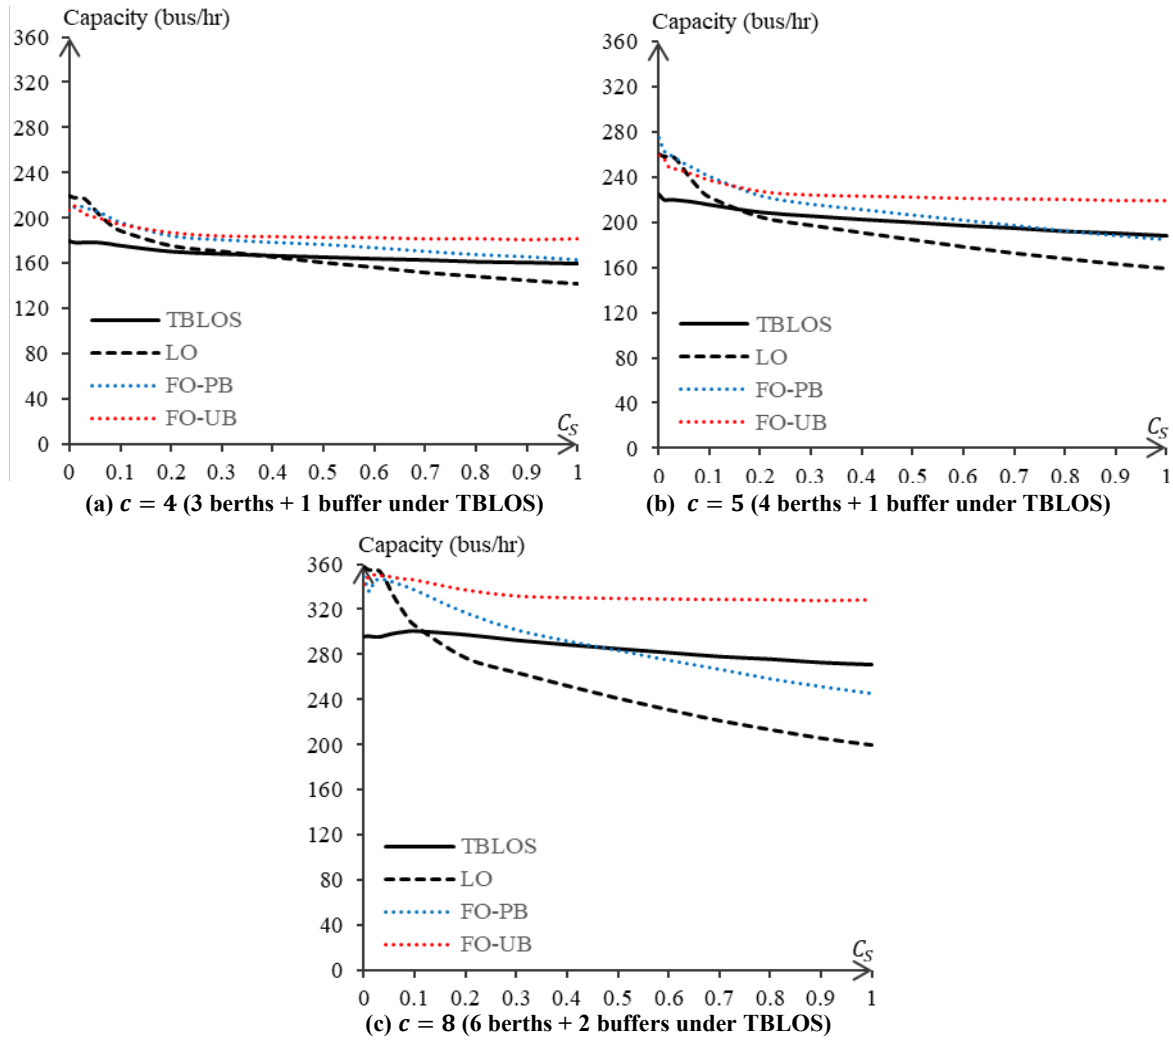 Capacity (bus/hr)
360
320
280
240
200
160
120
80
40
0
TBLOS
LO
FO-PB
FO-UB
C_S
0 0.1 0.2 0.3 0.4 0.5 0.6 0.7 0.8 0.9 1
(a) c = 4 (3 berths + 1 buffer under TBLOS)
Capacity (bus/hr)
360
320
280
240
200
160
120
80
40
0
TBLOS
LO
FO-PB
FO-UB
C_S
0 0.1 0.2 0.3 0.4 0.5 0.6 0.7 0.8 0.9 1
(b) c = 5 (4 berths + 1 buffer under TBLOS)
Capacity (bus/hr)
360
320
280
240
200
160
120
80
40
0
TBLOS
LO
FO-PB
FO-UB
C_S
0 0.1 0.2 0.3 0.4 0.5 0.6 0.7 0.8 0.9 1
(c) c = 8 (6 berths + 2 buffers under TBLOS)